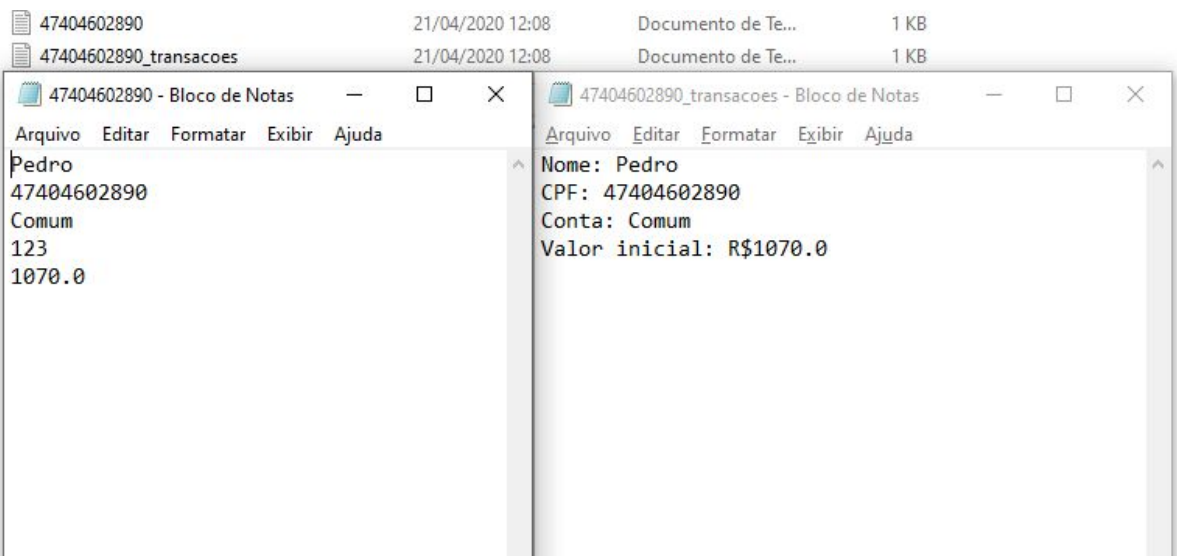 47404602890 21/04/2020 12:08 Documento de Te... 1 KB
47404602890_transacoes 21/04/2020 12:08 Documento de Te... 1 KB
47404602890 - Bloco de Notas
Arquivo Editar Formatar Exibir Ajuda
Pedro
47404602890
Comum
123
1070.0
47404602890_transacoes - Bloco de Notas
Arquivo Editar Formatar Exibir Ajuda
Nome: Pedro
CPF: 47404602890
Conta: Comum
Valor inicial: R$1070.0